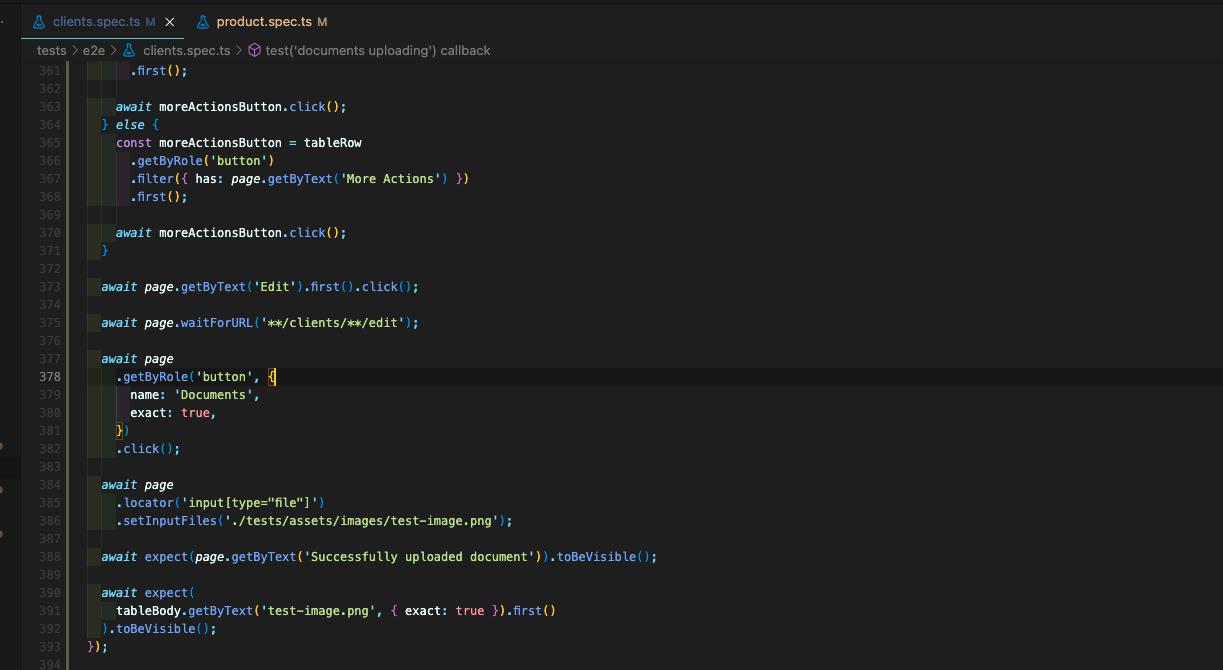 clients.spec.ts M
product.spec.ts M
tests > e2e > clients.spec.ts > test('documents uploading') callback
361 .first();
362
363 await moreActionsButton.click();
364 } else {
365 const moreActionsButton = tableRow
366 .getByRole('button')
367 .filter({ has: page.getByText('More Actions') })
368 .first();
369
370 await moreActionsButton.click();
371 }
372
373 await page.getByText('Edit').first().click();
374
375 await page.waitForURL('**/clients/**/edit');
376
377 await page
378 .getByRole('button', {
379 name: 'Documents',
380 exact: true,
381 })
382 .click();
383
384 await page
385 .locator('input[type="file"]')
386 .setInputFiles('./tests/assets/images/test-image.png');
387
388 await expect(page.getByText('Successfully uploaded document')).toBeVisible();
389
390 await expect(
391 tableBody.getByText('test-image.png', { exact: true }).first()
392 ).toBeVisible();
393 });
394